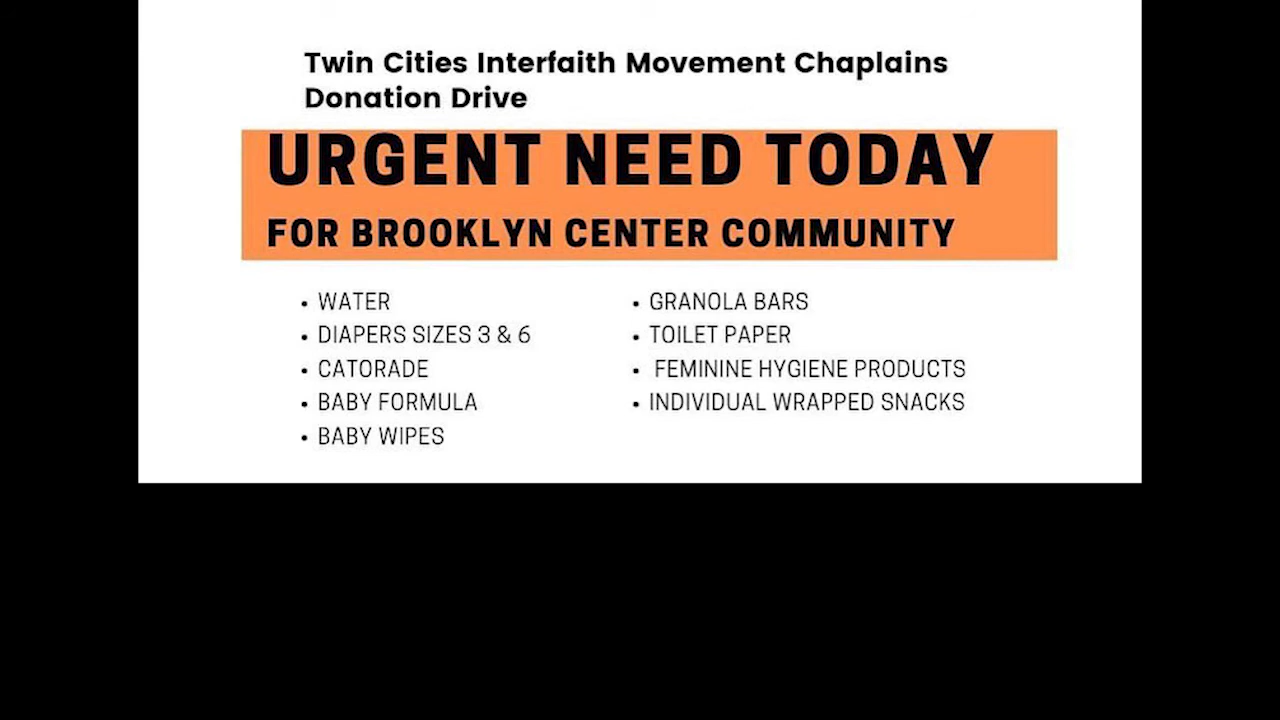 Twin Cities Interfaith Movement Chaplains
Donation Drive
URGENT NEED TODAY
FOR BROOKLYN CENTER COMMUNITY
• WATER
• DIAPERS SIZES 3 & 6
• CATORADE
• BABY FORMULA
• BABY WIPES
• GRANOLA BARS
• TOILET PAPER
• FEMININE HYGIENE PRODUCTS
• INDIVIDUAL WRAPPED SNACKS